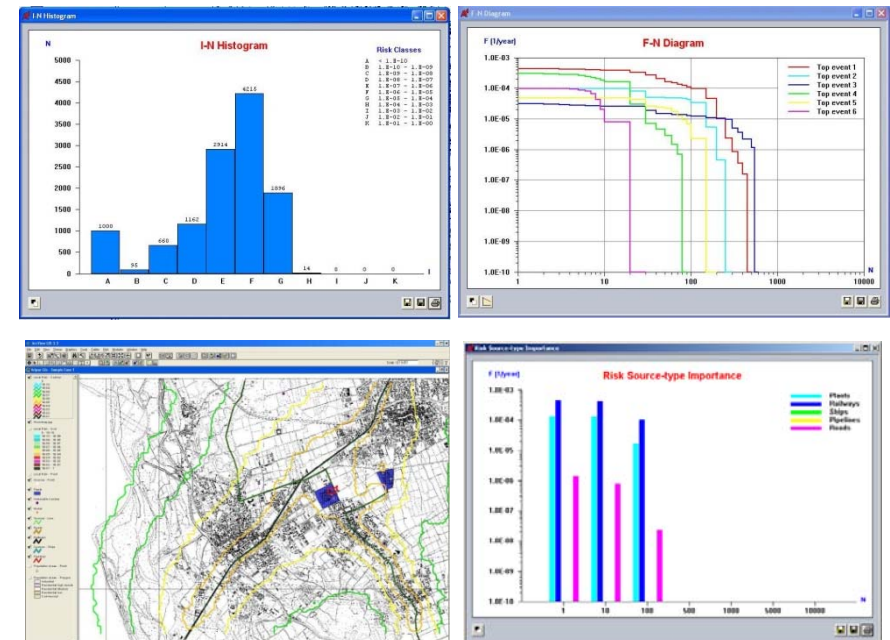 I-N Histogram
N
I-N Histogram
Risk Classes
A < 1.E-10
B 1.E-10 - 1.E-09
C 1.E-09 - 1.E-08
D 1.E-08 - 1.E-07
E 1.E-07 - 1.E-06
F 1.E-06 - 1.E-05
G 1.E-05 - 1.E-04
H 1.E-04 - 1.E-03
I 1.E-03 - 1.E-02
J 1.E-02 - 1.E-01
K 1.E-01 - 1.E-00
5000
4500
4000
3500
3000
2500
2000
1500
1000
500
0
1000
95
660
1162
2914
4215
1896
14
0
0
0
A B C D E F G H I J K
I
F-N Diagram
F [1/year]
F-N Diagram
Top event 1
Top event 2
Top event 3
Top event 4
Top event 5
Top event 6
1.0E-03
1.0E-04
1.0E-05
1.0E-06
1.0E-07
1.0E-08
1.0E-09
1.0E-10
1 10 100 1000 10000
N
Risk Source-type Importance
F [1/year]
Risk Source-type Importance
Plants
Railways
Ships
Pipelines
Roads
1.0E-03
1.0E-04
1.0E-05
1.0E-06
1.0E-07
1.0E-08
1.0E-09
1.0E-10
1 10 100 500 1000 5000 10000
N